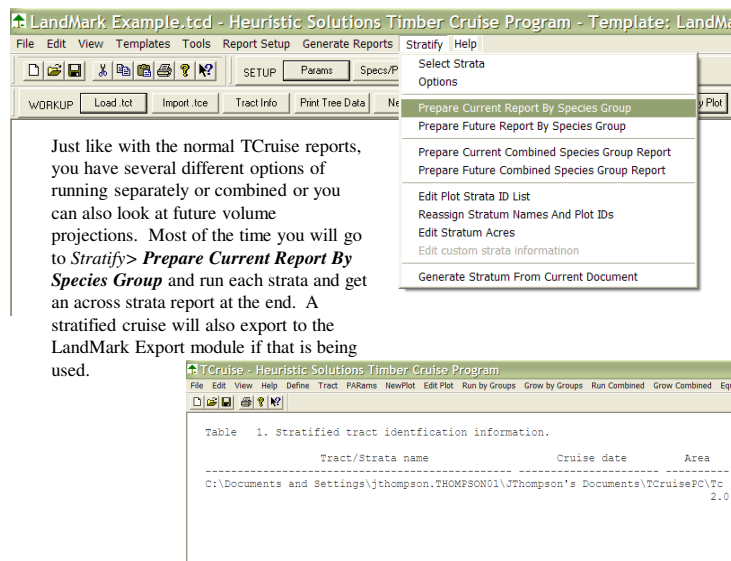 LandMark Example.tcd - Heuristic Solutions Timber Cruise Program - Template: LandMa
File Edit View Templates Tools Report Setup Generate Reports Stratify Help
SETUP Params Specs/P
WORKUP Load .tct Import .tce Tract Info Print Tree Data Ne
y Plot
Select Strata
Options
Prepare Current Report By Species Group
Prepare Future Report By Species Group
Prepare Current Combined Species Group Report
Prepare Future Combined Species Group Report
Edit Plot Strata ID List
Reassign Stratum Names And Plot IDs
Edit Stratum Acres
Edit custom strata informatinon
Generate Stratum From Current Document
Just like with the normal TCruise reports,
you have several different options of
running separately or combined or you
can also look at future volume
projections. Most of the time you will go
to Stratify> Prepare Current Report By
Species Group and run each strata and get
an across strata report at the end. A
stratified cruise will also export to the
LandMark Export module if that is being
used.
TCruise - Heuristic Solutions Timber Cruise Program
File Edit View Help Define Tract PARams NewPlot Edit Plot Run by Groups Grow by Groups Run Combined Grow Combined Equ
Table 1. Stratified tract identfication information.
Tract/Strata name Cruise date Area
C:\Documents and Settings\jthompson.THOMPSON01\JThompson's Documents\TCruisePC\Tc
2.0